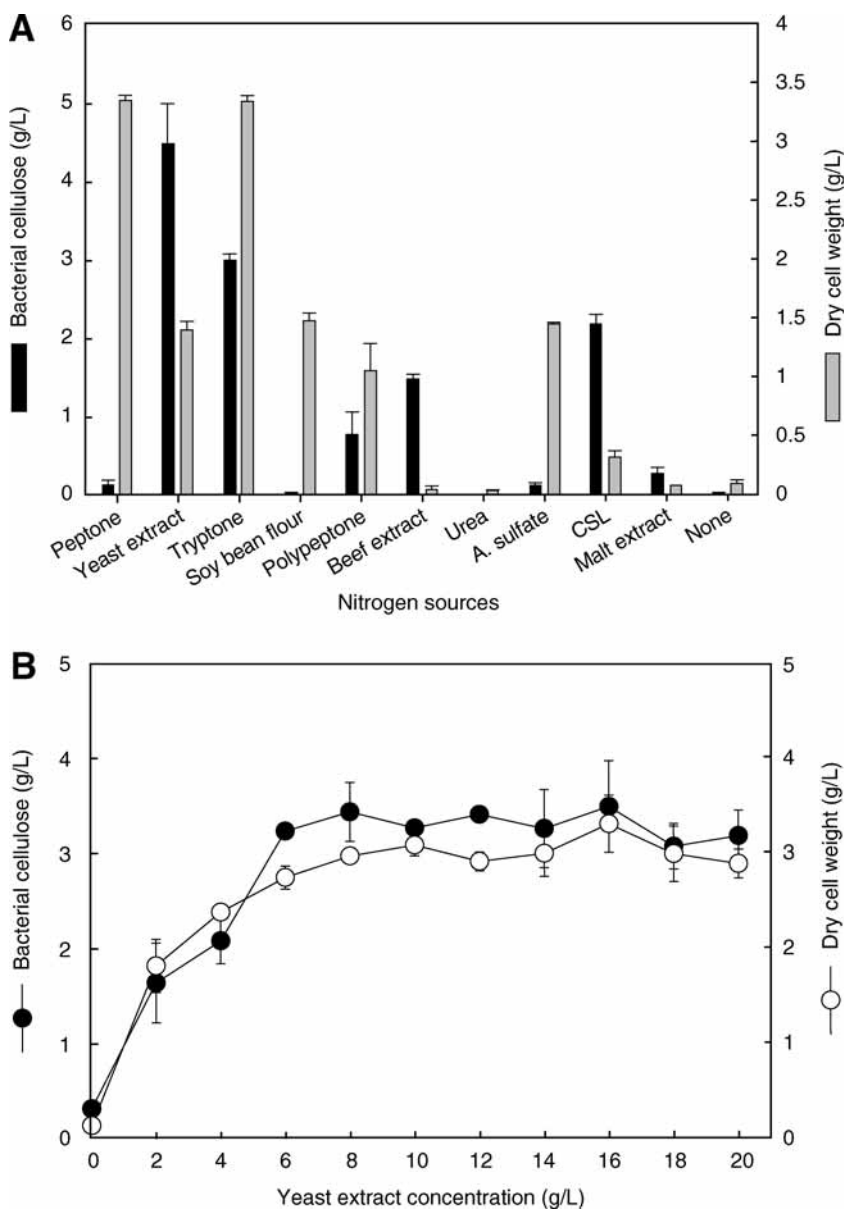 A
Bacterial cellulose (g/L)
6
5
4
3
2
1
0
4
3.5
3
2.5
2
1.5
1
0.5
0
Dry cell weight (g/L)
Peptone
Yeast extract
Tryptone
Soy bean flour
Polypeptone
Beef extract
Urea
A. sulfate
CSL
Malt extract
None
Nitrogen sources
B
Bacterial cellulose (g/L)
5
4
3
2
1
0
5
4
3
2
1
0
Dry cell weight (g/L)
0 2 4 6 8 10 12 14 16 18 20
Yeast extract concentration (g/L)